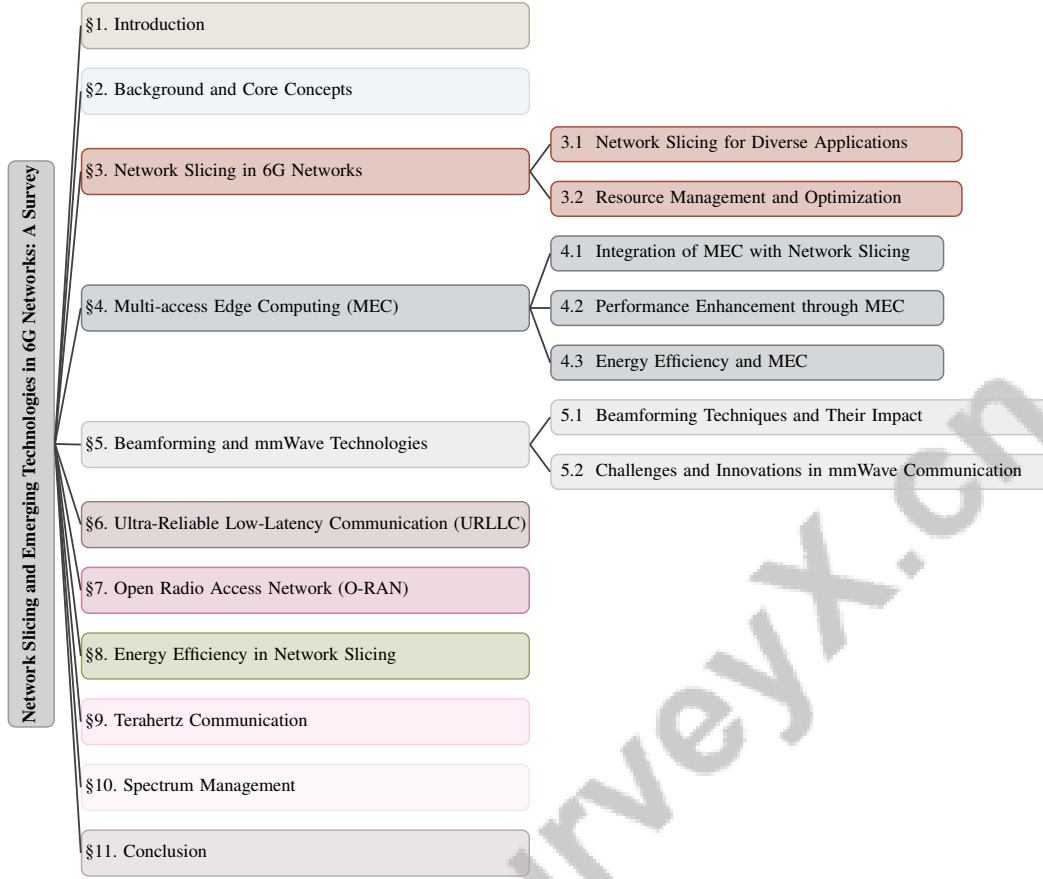 Network Slicing and Emerging Technologies in 6G Networks: A Survey
§1. Introduction
§2. Background and Core Concepts
§3. Network Slicing in 6G Networks
3.1 Network Slicing for Diverse Applications
3.2 Resource Management and Optimization
§4. Multi-access Edge Computing (MEC)
4.1 Integration of MEC with Network Slicing
4.2 Performance Enhancement through MEC
4.3 Energy Efficiency and MEC
§5. Beamforming and mmWave Technologies
5.1 Beamforming Techniques and Their Impact
5.2 Challenges and Innovations in mmWave Communication
§6. Ultra-Reliable Low-Latency Communication (URLLC)
§7. Open Radio Access Network (O-RAN)
§8. Energy Efficiency in Network Slicing
§9. Terahertz Communication
§10. Spectrum Management
§11. Conclusion
urveyx.cn